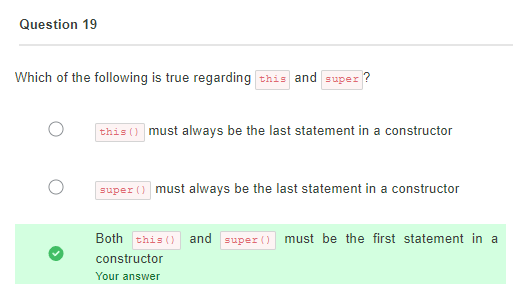 Question 19
Which of the following is true regarding this and super?
this() must always be the last statement in a constructor
super() must always be the last statement in a constructor
Both this() and super() must be the first statement in a
constructor
Your answer